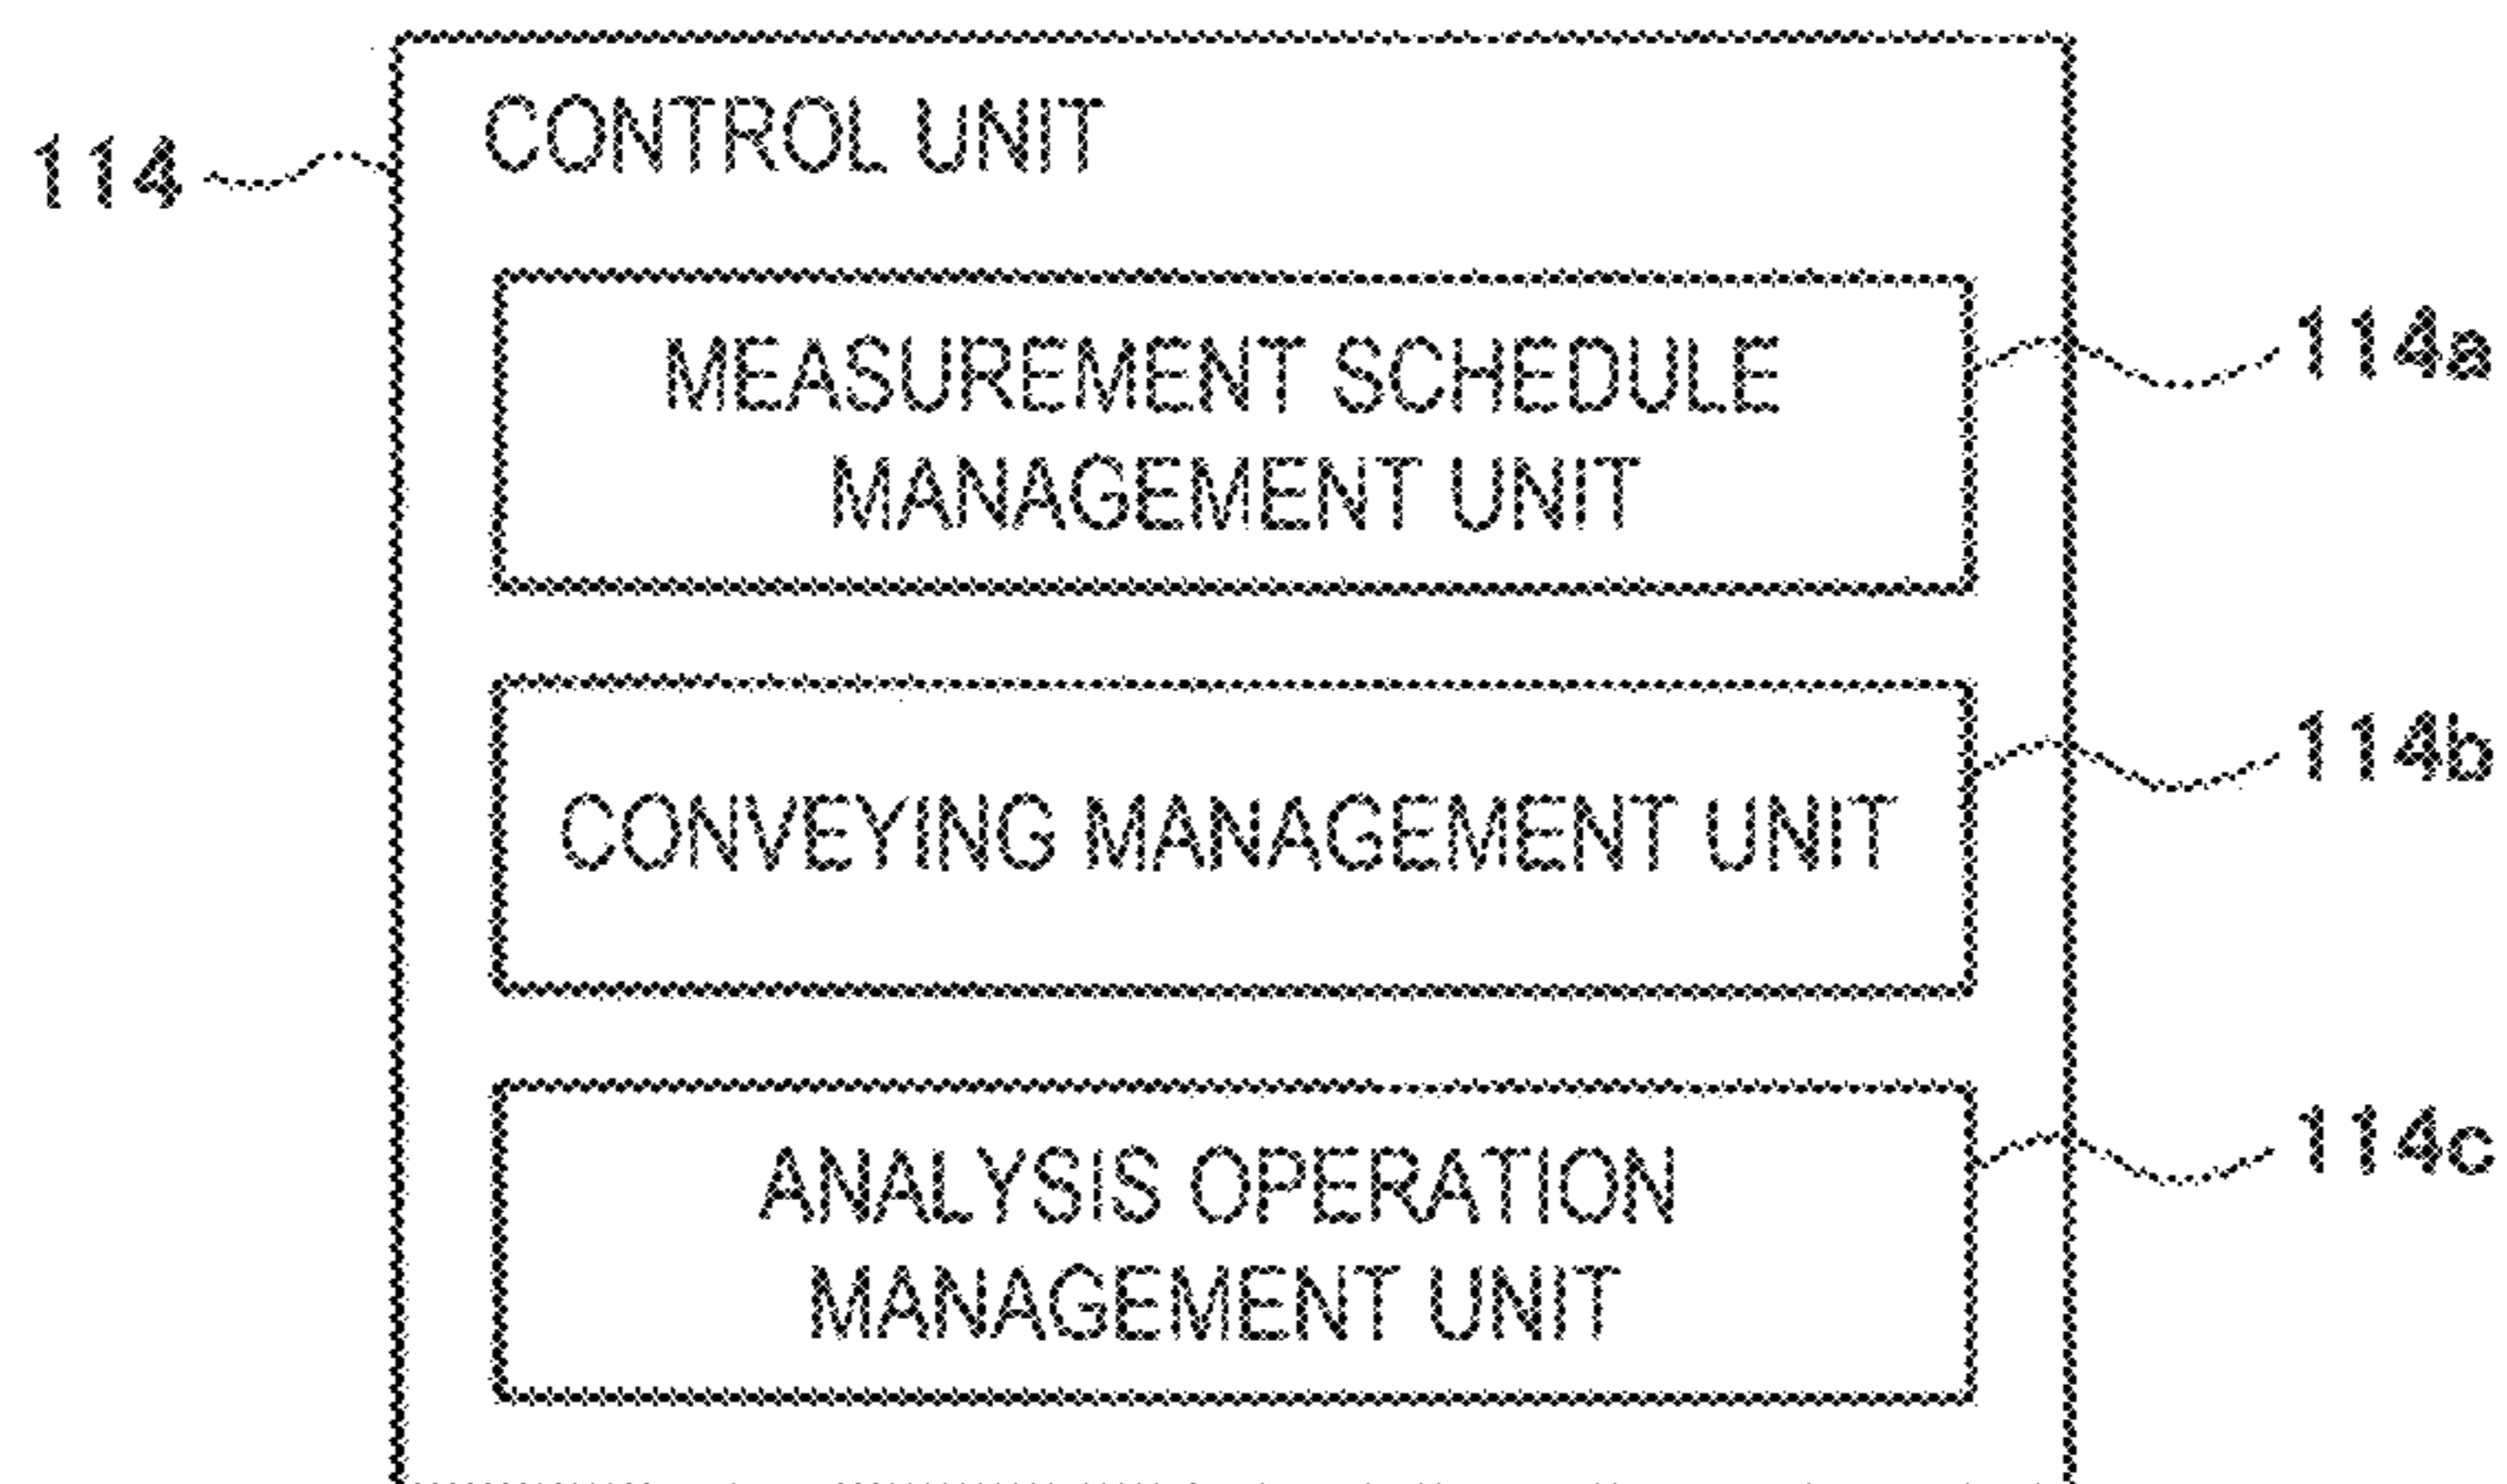 CONTROL UNIT
114
MEASUREMENT SCHEDULE
MANAGEMENT UNIT
114a
CONVEYING MANAGEMENT UNIT
114b
ANALYSIS OPERATION
MANAGEMENT UNIT
114c